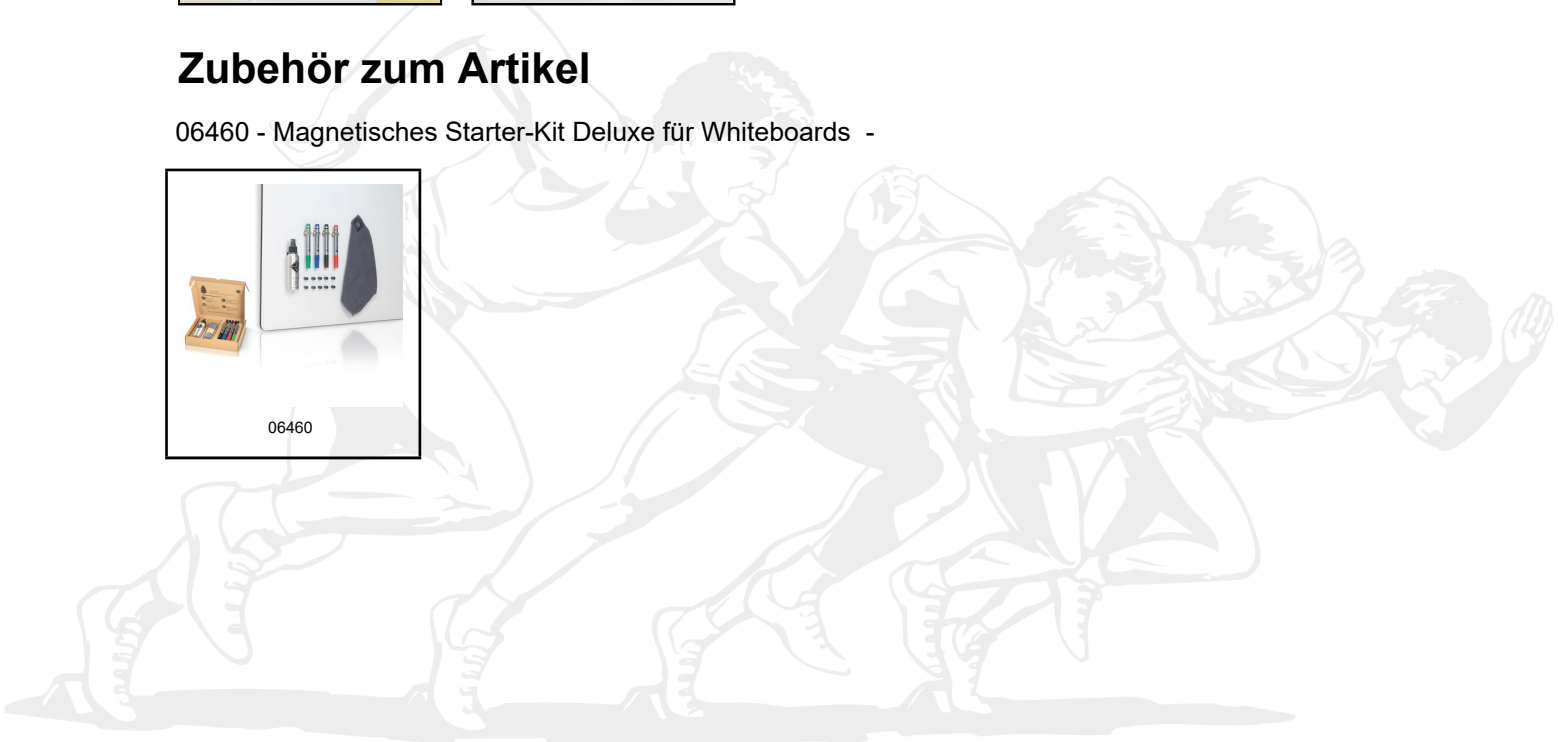 Zubehör zum Artikel
06460 - Magnetisches Starter-Kit Deluxe für Whiteboards  -
06460